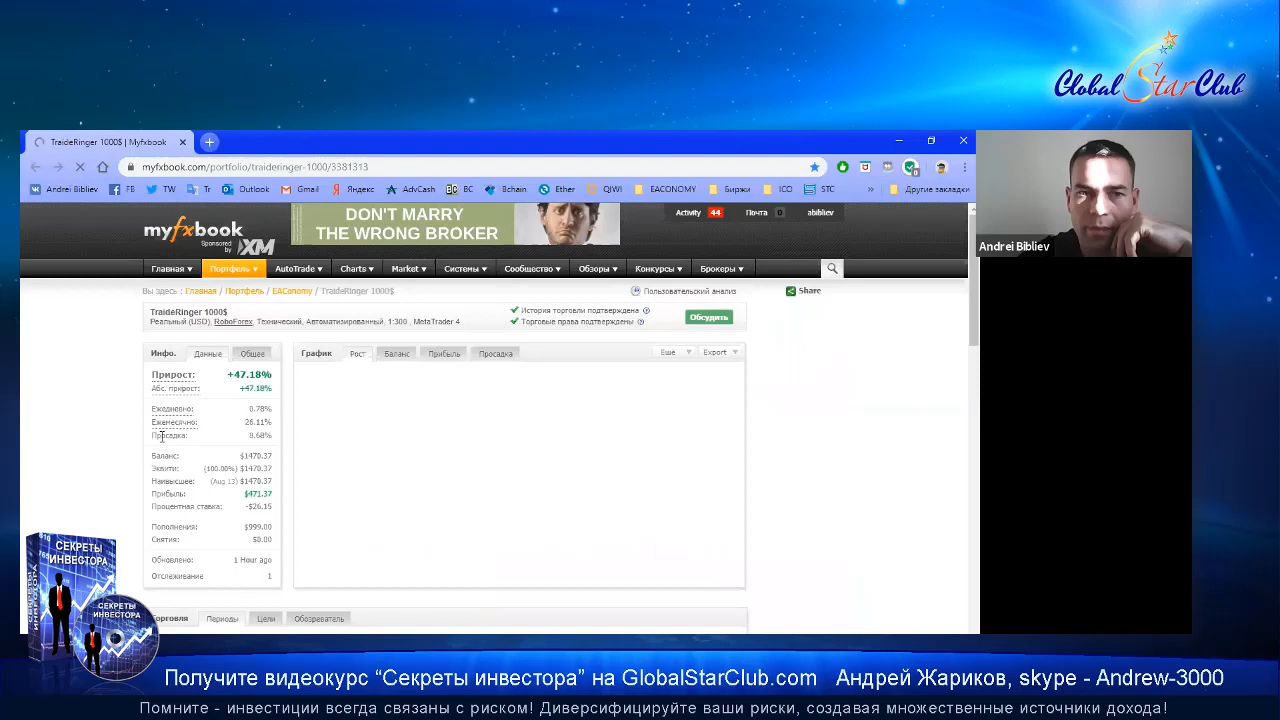 Global Star Club
TraideRinger 1000$ | Myfxbook
myfxbook.com/portfolio/traideringer-1000/3381313
Andrei Bibliev FB TW Tr Outlook Gmail Яндекс AdvCash BC Bchain Ether QIWI EACONOMY Биржи ICO STC » Другие закладки
myfxbook
Sponsored by XM
DON'T MARRY
THE WRONG BROKER
Activity 44 Почта 0 abibliev
Главная Портфель AutoTrade Charts Market Системы Сообщество Обзоры Конкурсы Брокеры
Вы здесь : Главная / Портфель / EAConomy / TraideRinger 1000$
Пользовательский анализ
Share
TraideRinger 1000$
Реальный (USD), RoboForex, Технический, Автоматизированный, 1:300 , MetaTrader 4
История торговли подтверждена
Торговые права подтверждены
Обсудить
Инфо. Данные Общее
График Рост Баланс Прибыль Просадка Ещё Export
Прирост: +47.18%
Абс. прирост: +47.18%
Ежедневно: 0.78%
Ежемесячно: 26.11%
Просадка: 8.68%
Баланс: $1470.37
Эквити: (100.00%) $1470.37
Наивысшее: (Aug 13) $1470.37
Прибыль: $471.37
Процентная ставка: -$26.15
Пополнения: $999.00
Снятия: $0.00
Обновлено: 1 Hour ago
Отслеживание 1
Торговля Периоды Цели Обозреватель
Andrei Bibliev
СЕКРЕТЫ
ИНВЕСТОРА
СЕКРЕТЫ
ИНВЕСТОРА
СЕКРЕТЫ
ИНВЕСТОРА
Получите видеокурс “Секреты инвестора” на GlobalStarClub.com Андрей Жариков, skype - Andrew-3000
Помните - инвестиции всегда связаны с риском! Диверсифицируйте ваши риски, создавая множественные источники дохода!